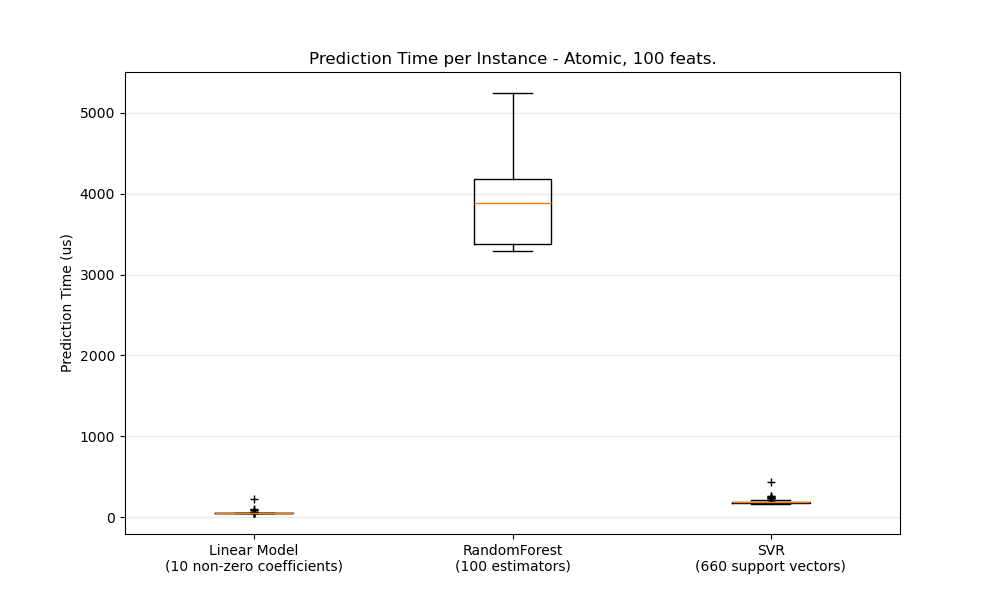 Prediction Time per Instance - Atomic, 100 feats.
Prediction Time (us)
5000
4000
3000
2000
1000
0
Linear Model
(10 non-zero coefficients)
RandomForest
(100 estimators)
SVR
(660 support vectors)